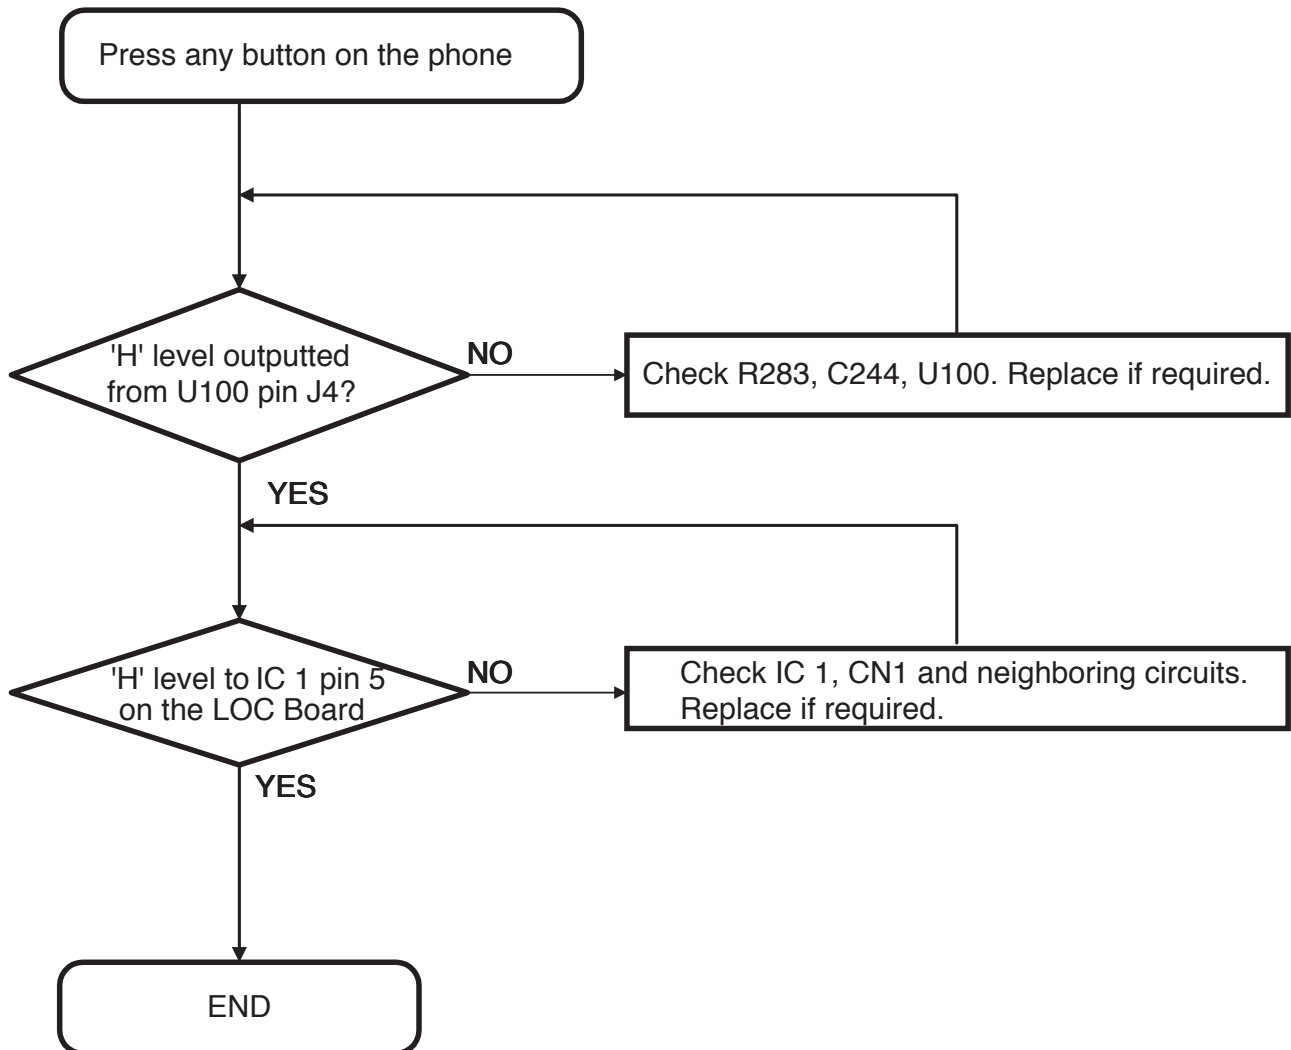 Press any button on the phone
'H' level outputted
from U100 pin J4?
NO
Check R283, C244, U100. Replace if required.
YES
'H' level to IC 1 pin 5
on the LOC Board
NO
Check IC 1, CN1 and neighboring circuits.
Replace if required.
YES
END